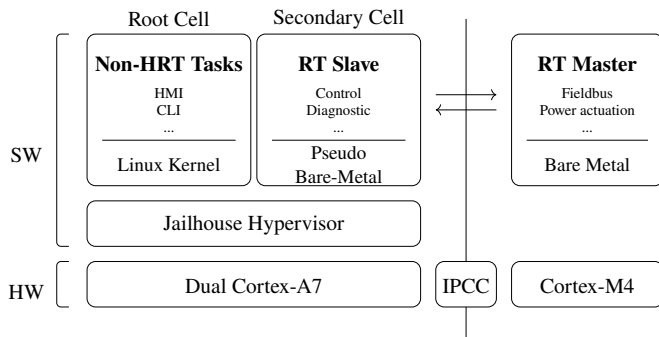 Root Cell
Secondary Cell
Non-HRT Tasks
HMI
CLI
...
Linux Kernel
RT Slave
Control
Diagnostic
...
Pseudo
Bare-Metal
RT Master
Fieldbus
Power actuation
...
Bare Metal
SW
Jailhouse Hypervisor
HW
Dual Cortex-A7
IPCC
Cortex-M4